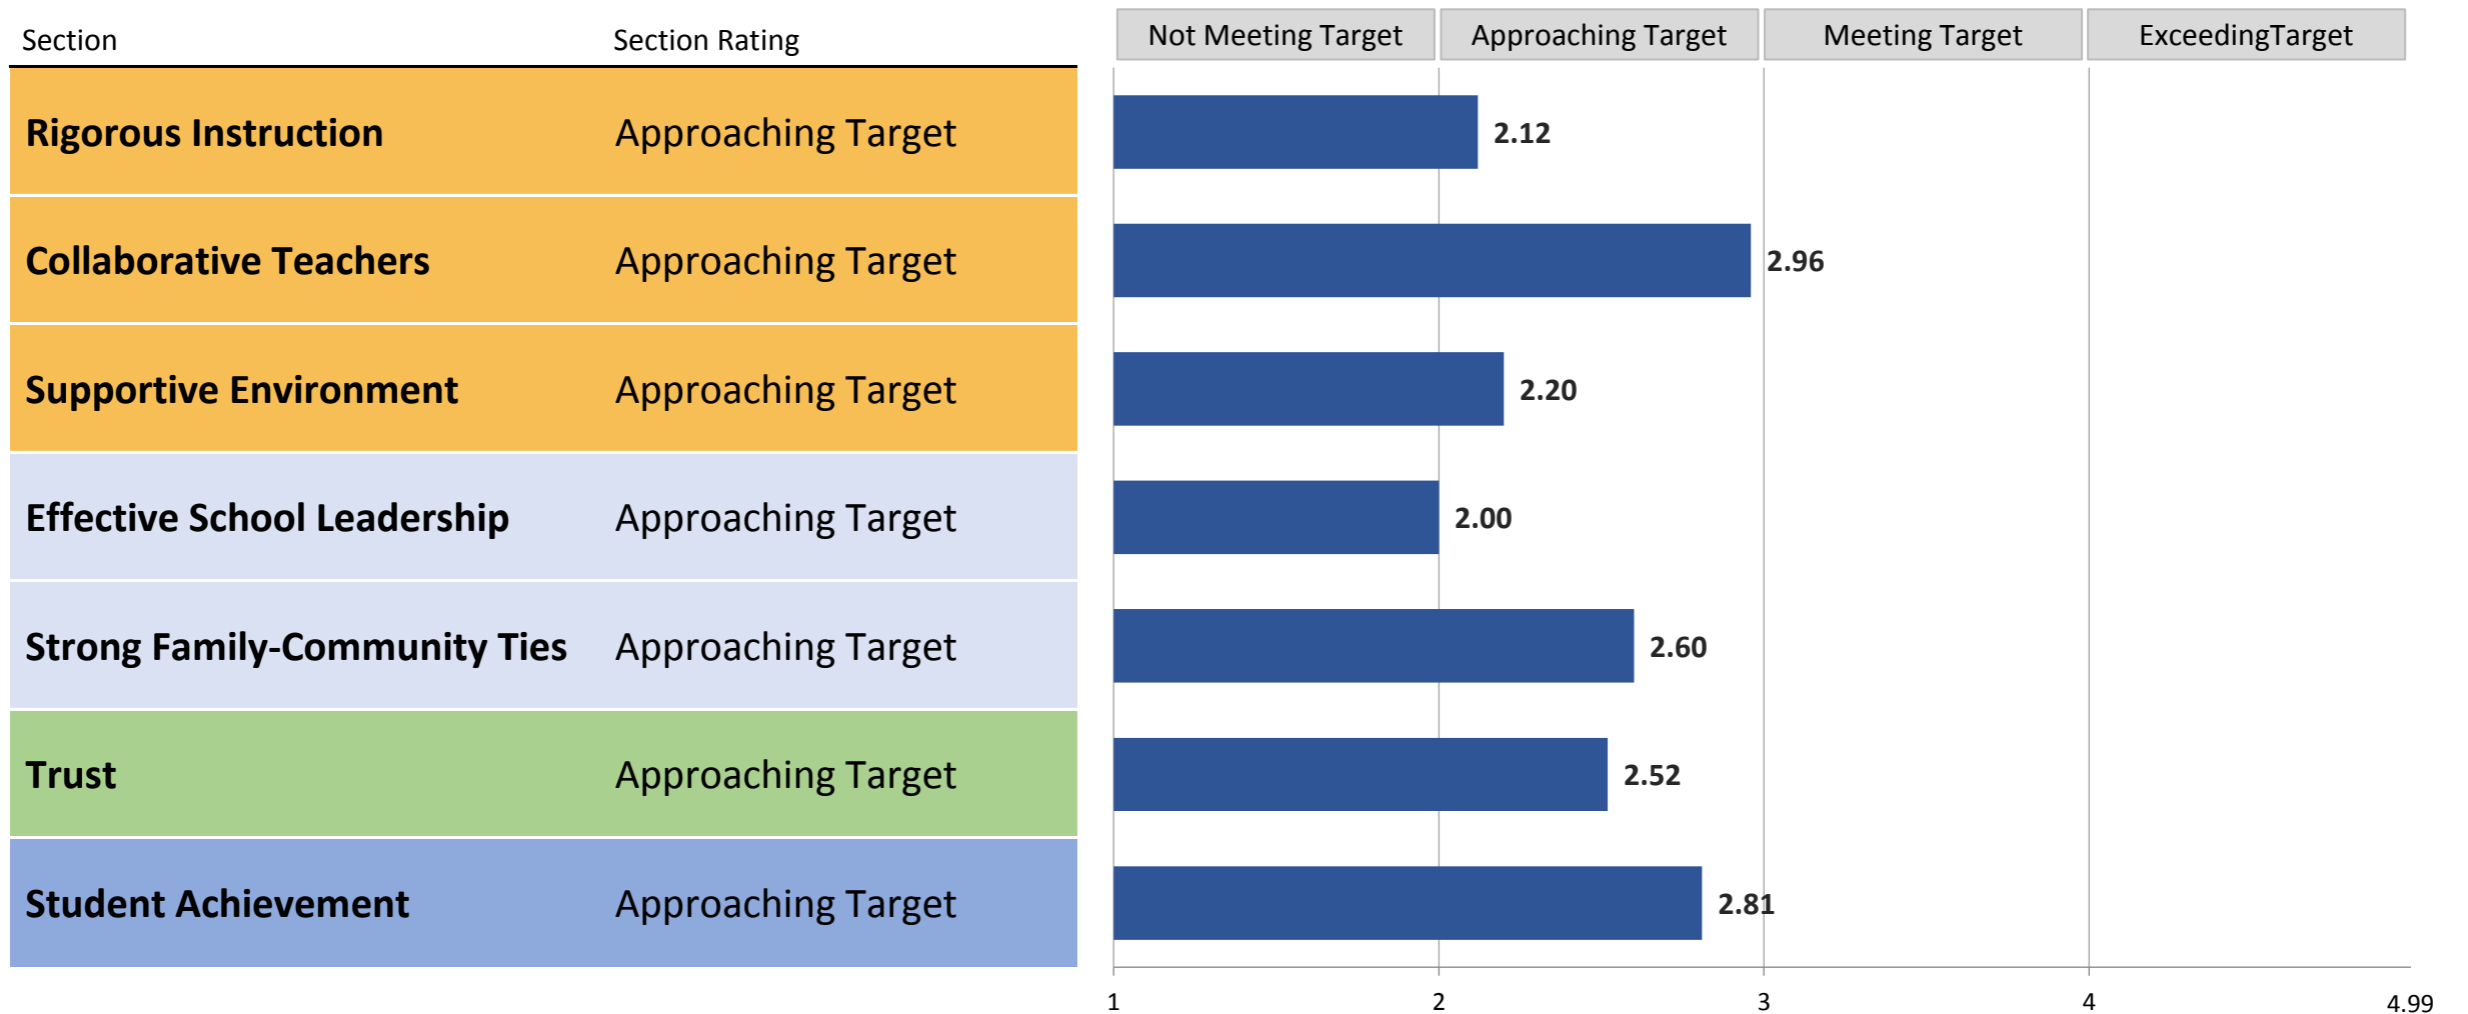 Section Section Rating Not Meeting Target Approaching Target Meeting Target ExceedingTarget
Rigorous Instruction Approaching Target 2.12
Collaborative Teachers Approaching Target 2.96
Supportive Environment Approaching Target 2.20
Effective School Leadership Approaching Target 2.00
Strong Family-Community Ties Approaching Target 2.60
Trust Approaching Target 2.52
Student Achievement Approaching Target 2.81
1 2 3 4 4.99